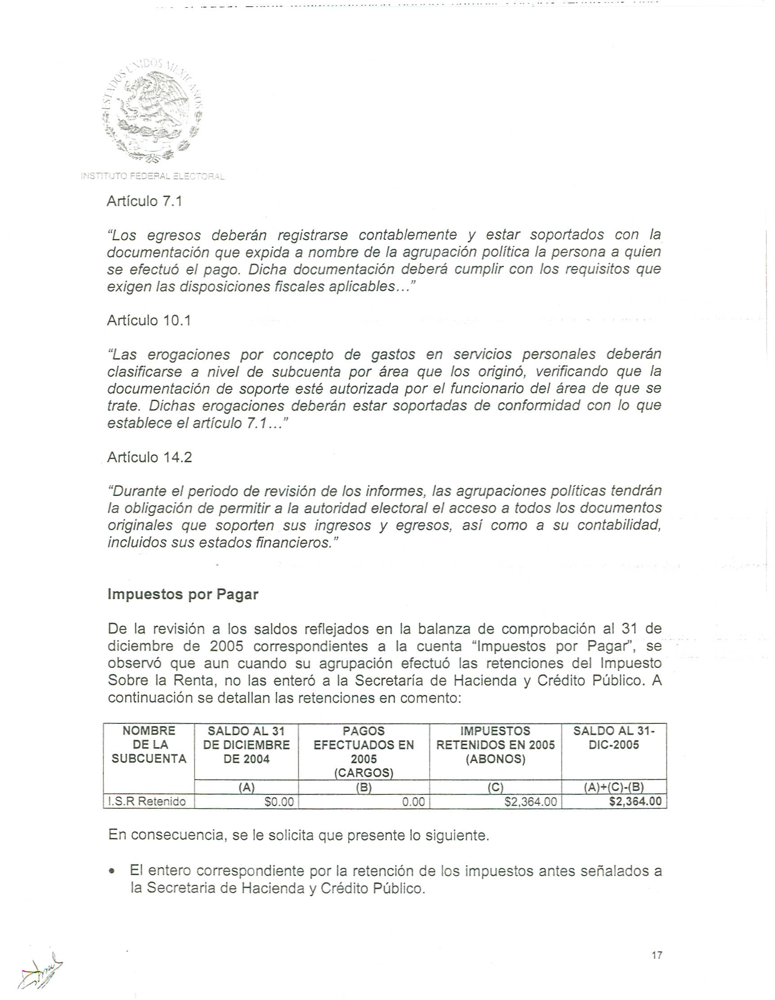 ESTADOS UNIDOS MEXICANOS
INSTITUTO FEDERAL ELECTORAL
Artículo 7.1
“Los egresos deberán registrarse contablemente y estar soportados con la
documentación que expida a nombre de la agrupación política la persona a quien
se efectuó el pago. Dicha documentación deberá cumplir con los requisitos que
exigen las disposiciones fiscales aplicables...”
Artículo 10.1
“Las erogaciones por concepto de gastos en servicios personales deberán
clasificarse a nivel de subcuenta por área que los originó, verificando que la
documentación de soporte esté autorizada por el funcionario del área de que se
trate. Dichas erogaciones deberán estar soportadas de conformidad con lo que
establece el artículo 7.1...”
Artículo 14.2
“Durante el periodo de revisión de los informes, las agrupaciones políticas tendrán
la obligación de permitir a la autoridad electoral el acceso a todos los documentos
originales que soporten sus ingresos y egresos, así como a su contabilidad,
incluidos sus estados financieros.”
Impuestos por Pagar
De la revisión a los saldos reflejados en la balanza de comprobación al 31 de
diciembre de 2005 correspondientes a la cuenta “Impuestos por Pagar”, se
observó que aun cuando su agrupación efectuó las retenciones del Impuesto
Sobre la Renta, no las enteró a la Secretaría de Hacienda y Crédito Público. A
continuación se detallan las retenciones en comento:
NOMBRE DE LA SUBCUENTA
SALDO AL 31 DE DICIEMBRE DE 2004
PAGOS EFECTUADOS EN 2005 (CARGOS)
IMPUESTOS RETENIDOS EN 2005 (ABONOS)
SALDO AL 31-DIC-2005
(A) (B) (C) (A)+(C)-(B)
I.S.R Retenido $0.00 0.00 $2,364.00 $2,364.00
En consecuencia, se le solicita que presente lo siguiente.
• El entero correspondiente por la retención de los impuestos antes señalados a
la Secretaria de Hacienda y Crédito Público.
17